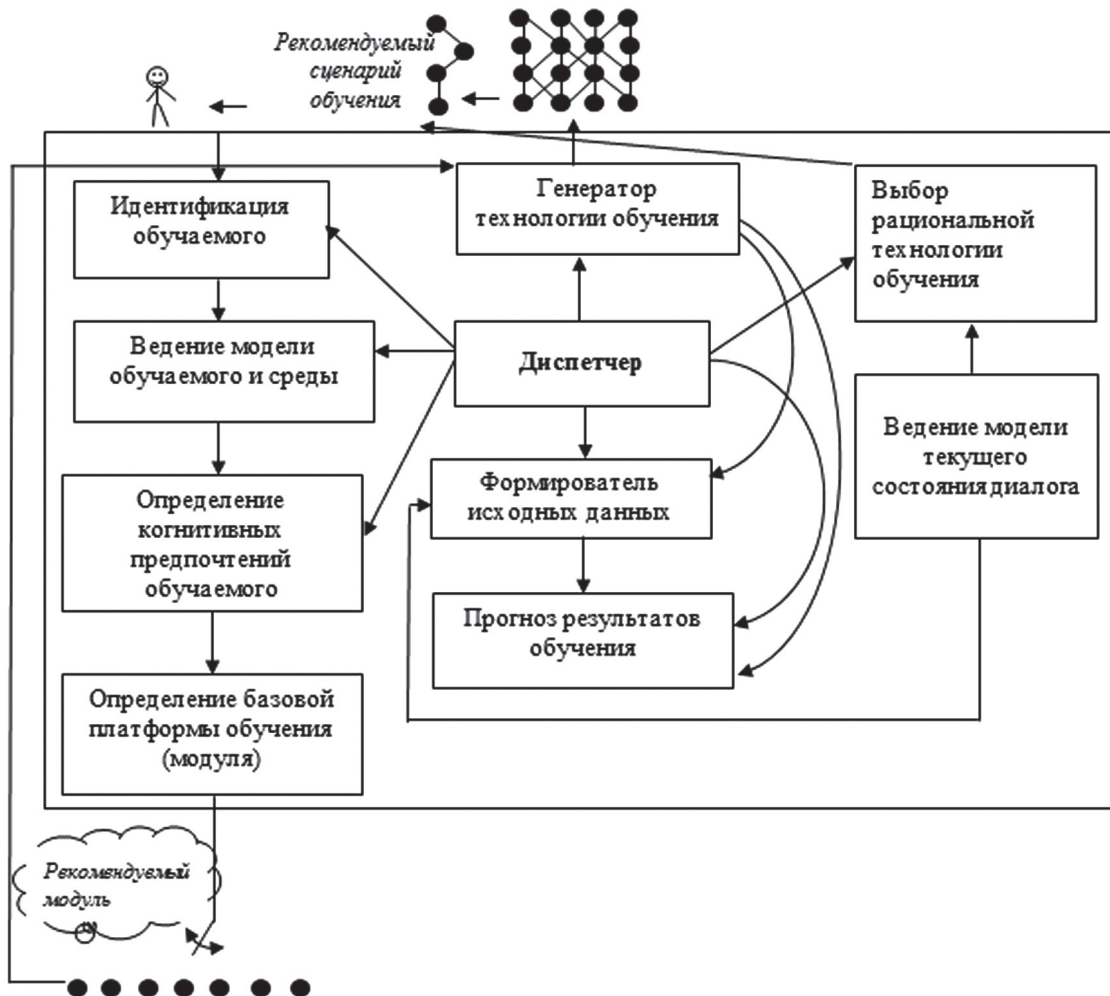 Рекомендуемый
сценарий
обучения
Идентификация
обучаемого
Генератор
технологии обучения
Выбор
рациональной
технологии
обучения
Ведение модели
обучаемого и среды
Диспетчер
Ведение модели
текущего
состояния диалога
Определение
когнитивных
предпочтений
обучаемого
Формирователь
исходных данных
Прогноз результатов
обучения
Определение базовой
платформы обучения
(модуля)
Рекомендуемый
модуль